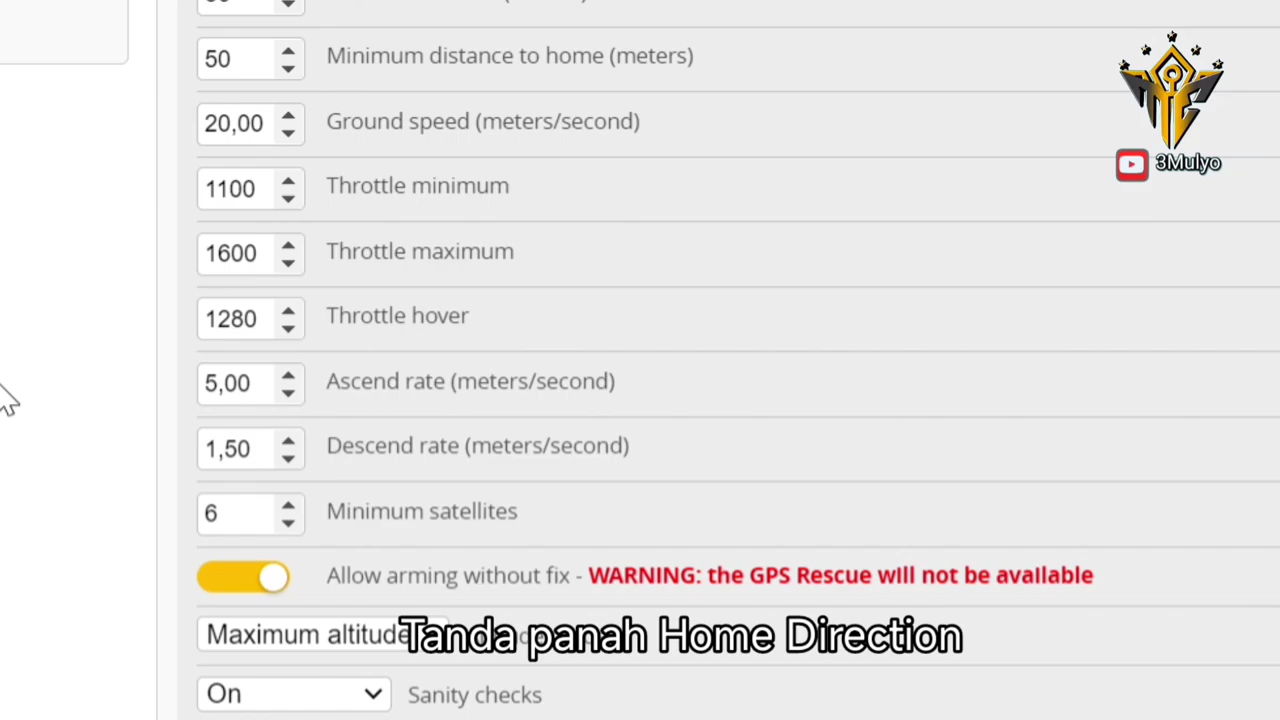 50 Minimum distance to home (meters)
20,00 Ground speed (meters/second)
1100 Throttle minimum
1600 Throttle maximum
1280 Throttle hover
5,00 Ascend rate (meters/second)
1,50 Descend rate (meters/second)
6 Minimum satellites
Allow arming without fix - WARNING: the GPS Rescue will not be available
Maximum altitude
Tanda panah Home Direction
On Sanity checks
3Mulyo